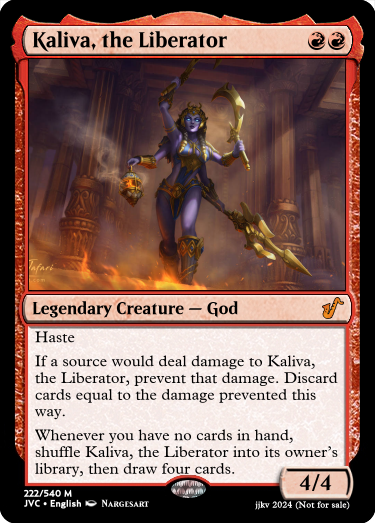 Kaliva, the Liberator
Legendary Creature — God
Haste
If a source would deal damage to Kaliva,
the Liberator, prevent that damage. Discard
cards equal to the damage prevented this
way.
Whenever you have no cards in hand,
shuffle Kaliva, the Liberator into its owner's
library, then draw four cards.
4/4
222/540 M
JVC • English NARGESART
jjkv 2024 (Not for sale)